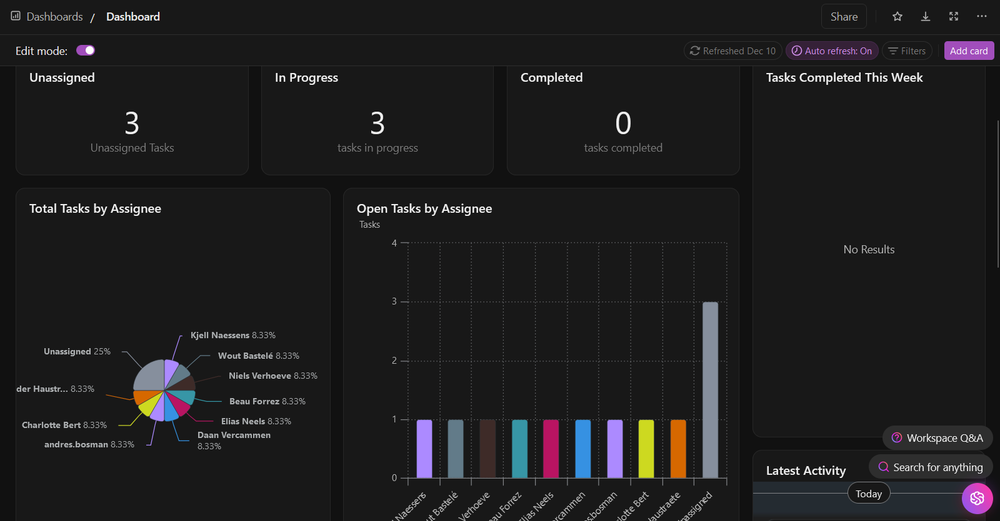 Dashboards / Dashboard
Share
Edit mode:
Refreshed Dec 10
Auto refresh: On
Filters
Add card
Unassigned
3
Unassigned Tasks
In Progress
3
tasks in progress
Completed
0
tasks completed
Tasks Completed This Week
No Results
Total Tasks by Assignee
Kjell Naessens 8.33%
Wout Bastelé 8.33%
Niels Verhoeve 8.33%
Beau Forrez 8.33%
Elias Neels 8.33%
Daan Vercammen
8.33%
andres.bosman 8.33%
Charlotte Bert 8.33%
der Haustr... 8.33%
Unassigned 25%
Open Tasks by Assignee
Tasks
4
3
2
1
0
Naessens
ut Bastelé
Verhoeve
au Forrez
Elias Neels
ercammen
s.bosman
lotte Bert
Haustraete
nassigned
Workspace Q&A
Search for anything
Latest Activity
Today